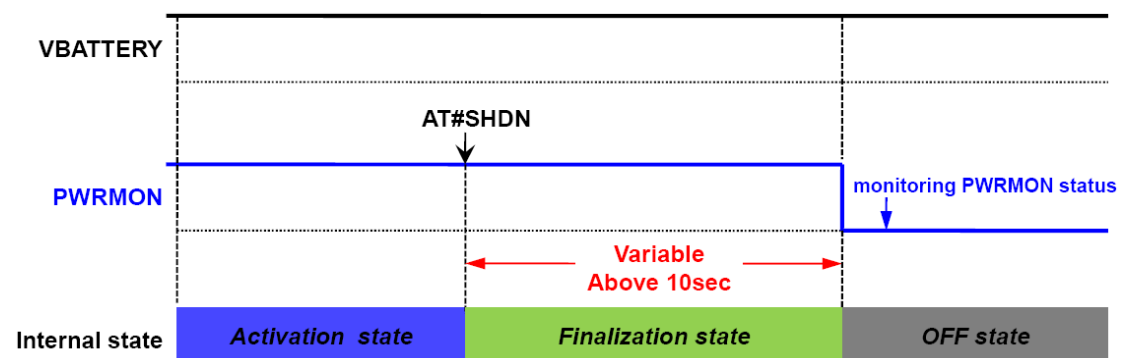 VBATTERY
AT#SHDN
PWRMON
monitoring PWRMON status
Variable
Above 10sec
Internal state
Activation state
Finalization state
OFF state